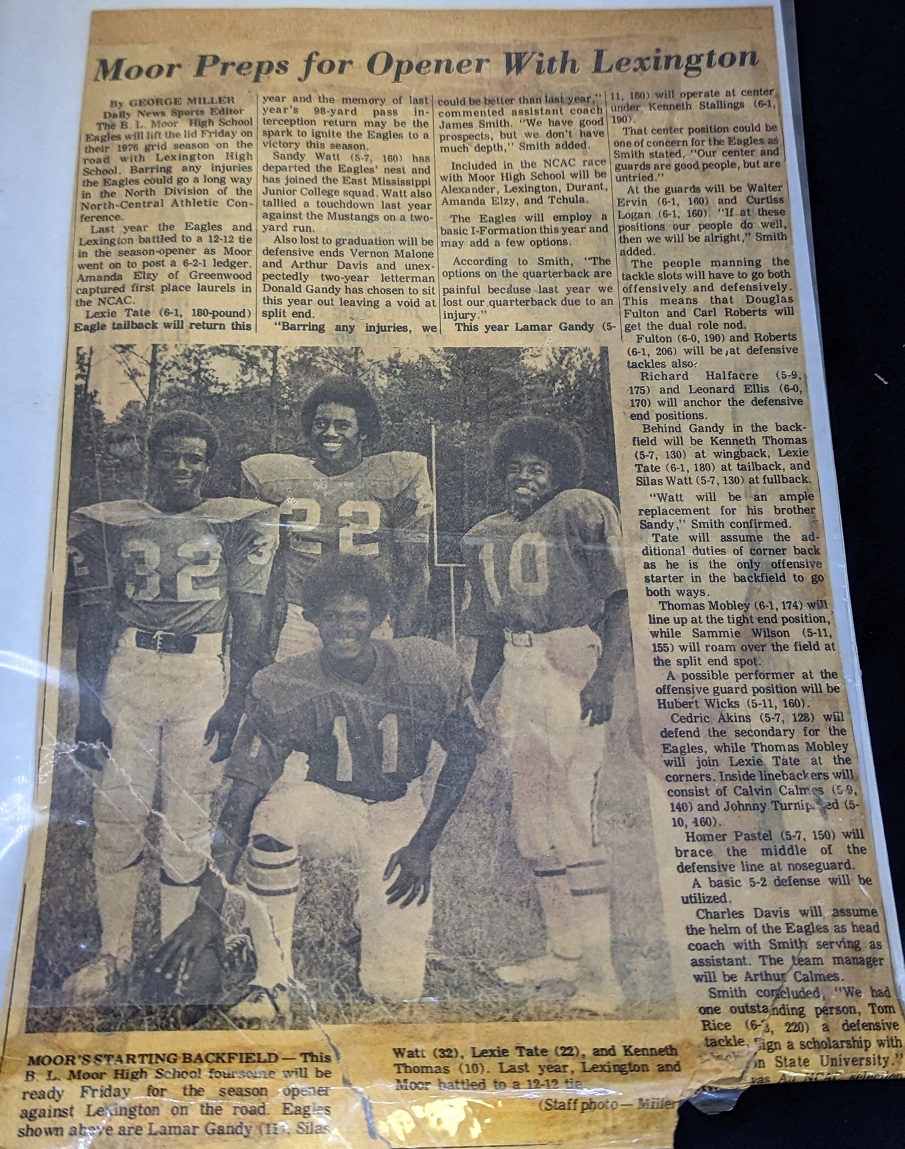 Moor Preps for Opener With Lexington
By GEORGE MILLER
Daily News Sports Editor
The B. L. Moor High School
Eagles will lift the lid Friday on
their 1976 grid season on the
road with Lexington High
School. Barring any injuries
the Eagles could go a long way
in the North Division of the
North-Central Athletic Con-
ference.
Last year the Eagles and
Lexington battled to a 12-12 tie
in the season-opener as Moor
went on to post a 6-2-1 ledger.
Amanda Elzy of Greenwood
captured first place laurels in
the NCAC.
Lexie Tate (6-1, 180-pound)
Eagle tailback will return this
year and the memory of last
year's 98-yard pass in-
terception return may be the
spark to ignite the Eagles to a
victory this season.
Sandy Watt (5-7, 160) has
departed the Eagles' nest and
has joined the East Mississippi
Junior College squad. Watt also
tallied a touchdown last year
against the Mustangs on a two-
yard run.
Also lost to graduation will be
defensive ends Vernon Malone
and Arthur Davis and unex-
pectedly two-year letterman
Donald Gandy has chosen to sit
this year out leaving a void at
split end.
"Barring any injuries, we
could be better than last year,"
commented assistant coach
James Smith. "We have good
prospects, but we don't have
much depth," Smith added.
Included in the NCAC race
with Moor High School will be
Alexander, Lexington, Durant,
Amanda Elzy, and Tchula.
The Eagles will employ a
basic I-Formation this year and
may add a few options.
According to Smith, "The
options on the quarterback are
painful because last year we
lost our quarterback due to an
injury."
This year Lamar Gandy (5-
11, 160) will operate at center
under Kenneth Stallings (6-1,
190).
That center position could be
one of concern for the Eagles as
Smith stated, "Our center and
guards are good people, but are
untried."
At the guards will be Walter
Ervin (6-1, 160) and Curtiss
Logan (6-1, 160). "If at these
positions our people do well,
then we will be alright," Smith
added.
The people manning the
tackle slots will have to go both
offensively and defensively.
This means that Douglas
Fulton and Carl Roberts will
get the dual role nod.
Fulton (6-0, 190) and Roberts
(6-1, 206) will be at defensive
tackles also.
Richard Halfacre (5-9,
175) and Leonard Ellis (6-0,
170) will anchor the defensive
end positions.
Behind Gandy in the back-
field will be Kenneth Thomas
(5-7, 130) at wingback, Lexie
Tate (6-1, 180) at tailback, and
Silas Watt (5-7, 130) at fullback.
"Watt will be an ample
replacement for his brother
Sandy," Smith confirmed.
Tate will assume the ad-
ditional duties of corner back
as he is the only offensive
starter in the backfield to go
both ways.
Thomas Mobley (6-1, 174) will
line up at the tight end position,
while Sammie Wilson (5-11,
155) will roam over the field at
the split end spot.
A possible performer at the
offensive guard position will be
Hubert Wicks (5-11, 160).
Cedric Akins (5-7, 128) will
defend the secondary for the
Eagles, while Thomas Mobley
will join Lexie Tate at the
corners. Inside linebackers will
consist of Calvin Calmes (5-9,
140) and Johnny (5-
10, 160).
Homer Pastel (5-7, 150) will
brace the middle of the
defensive line at noseguard.
A basic 5-2 defense will be
utilized.
Charles Davis will assume
the helm of the Eagles as head
coach with Smith serving as
assistant. The team manager
will be Arthur Calmes.
Smith concluded, "We had
one outstanding person, Tom
Rice 220) a defensive
tackle, sign a scholarship with
State University."
32
22
10
11
MOOR'S STARTING BACKFIELD — This
B. L. Moor High School foursome will be
ready Friday for the season opener
against Lexington on the road. Eagles
shown above are Lamar Gandy (11), Silas
Watt (32), Lexie Tate (22), and Kenneth
Thomas (10). Last year, Lexington and
Moor battled to a 12-12 tie.
(Staff photo — Miller